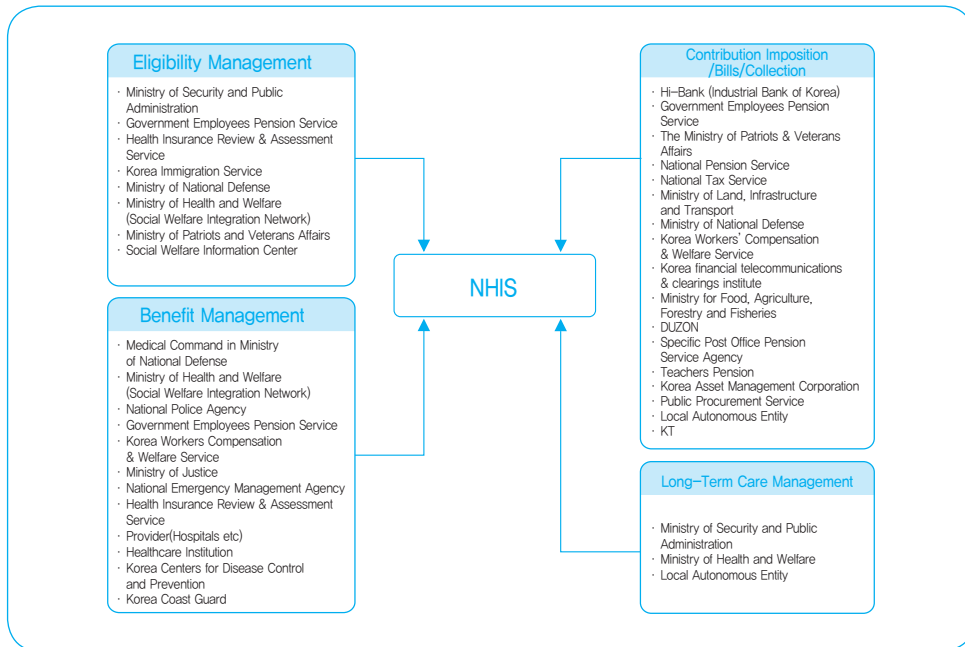 Eligibility Management
· Ministry of Security and Public
Administration
· Government Employees Pension Service
· Health Insurance Review & Assessment
Service
· Korea Immigration Service
· Ministry of National Defense
· Ministry of Health and Welfare
(Social Welfare Integration Network)
· Ministry of Patriots and Veterans Affairs
· Social Welfare Information Center
Benefit Management
· Medical Command in Ministry
of National Defense
· Ministry of Health and Welfare
(Social Welfare Integration Network)
· National Police Agency
· Government Employees Pension Service
· Korea Workers Compensation
& Welfare Service
· Ministry of Justice
· National Emergency Management Agency
· Health Insurance Review & Assessment
Service
· Provider(Hospitals etc)
· Healthcare Institution
· Korea Centers for Disease Control
and Prevention
· Korea Coast Guard
NHIS
Contribution Imposition
/Bills/Collection
· Hi-Bank (Industrial Bank of Korea)
· Government Employees Pension
Service
· The Ministry of Patriots & Veterans
Affairs
· National Pension Service
· National Tax Service
· Ministry of Land, Infrastructure
and Transport
· Ministry of National Defense
· Korea Workers’ Compensation
& Welfare Service
· Korea financial telecommunications
& clearings institute
· Ministry for Food, Agriculture,
Forestry and Fisheries
· DUZON
· Specific Post Office Pension
Service Agency
· Teachers Pension
· Korea Asset Management Corporation
· Public Procurement Service
· Local Autonomous Entity
· KT
Long-Term Care Management
· Ministry of Security and Public
Administration
· Ministry of Health and Welfare
· Local Autonomous Entity